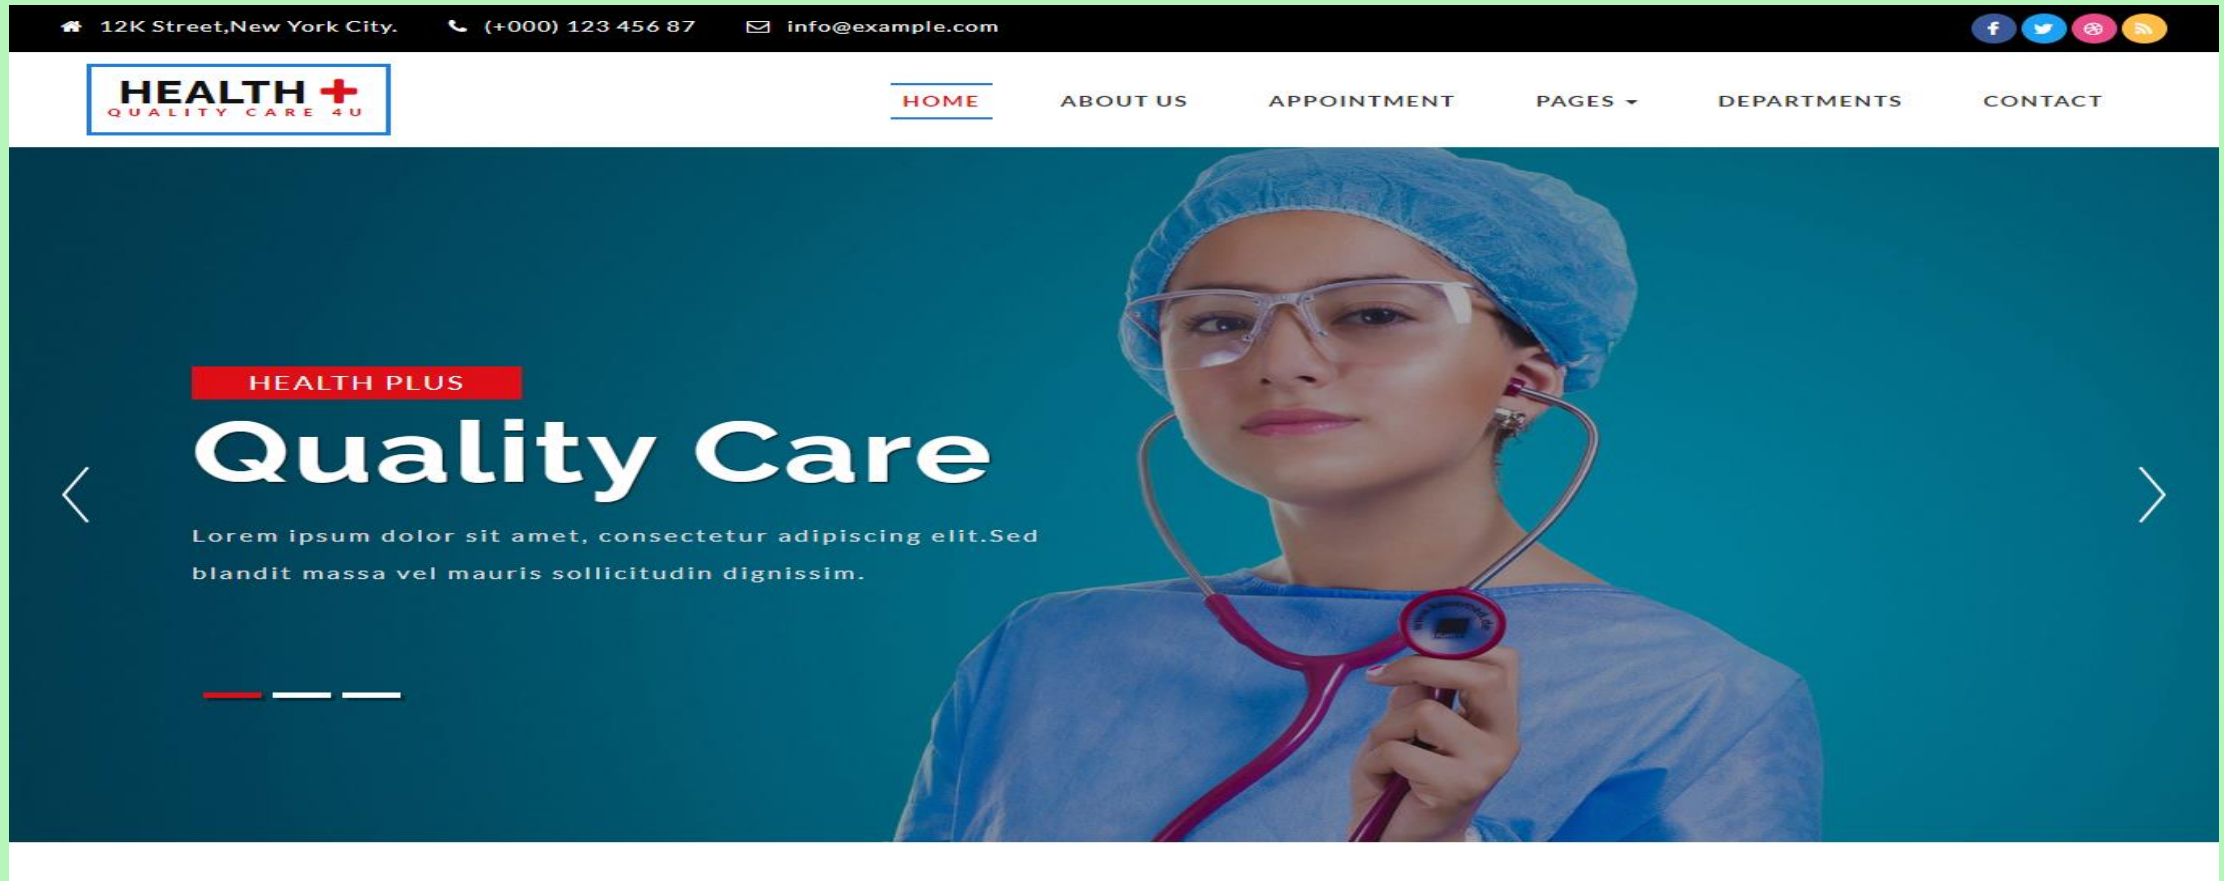 12K Street,New York City. (+000) 123 456 87 info@example.com
HEALTH
QUALITY CARE 4U
HOME ABOUT US APPOINTMENT PAGES DEPARTMENTS CONTACT
HEALTH PLUS
Quality Care
Lorem ipsum dolor sit amet, consectetur adipiscing elit.Sed
blandit massa vel mauris sollicitudin dignissim.